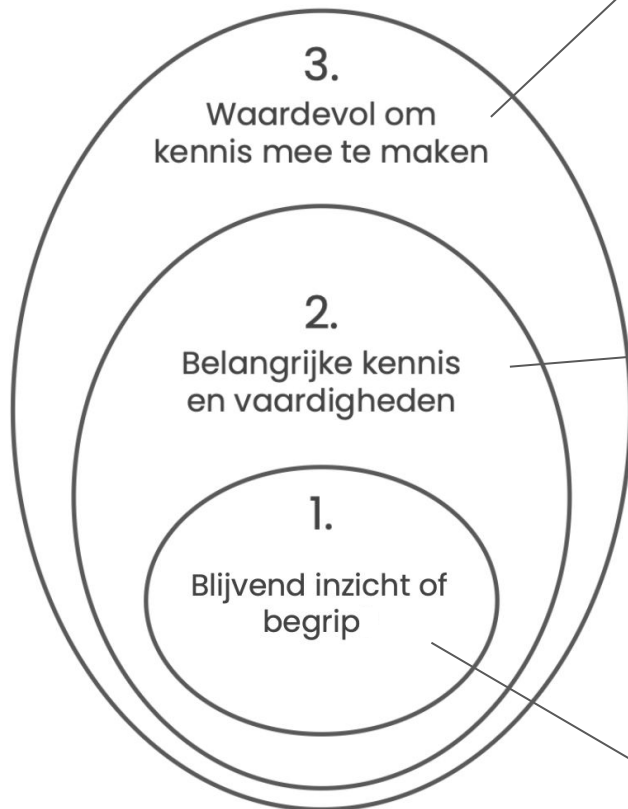 3.
Waardevol om
kennis mee te maken
2.
Belangrijke kennis
en vaardigheden
1.
Blijvend inzicht of
begrip